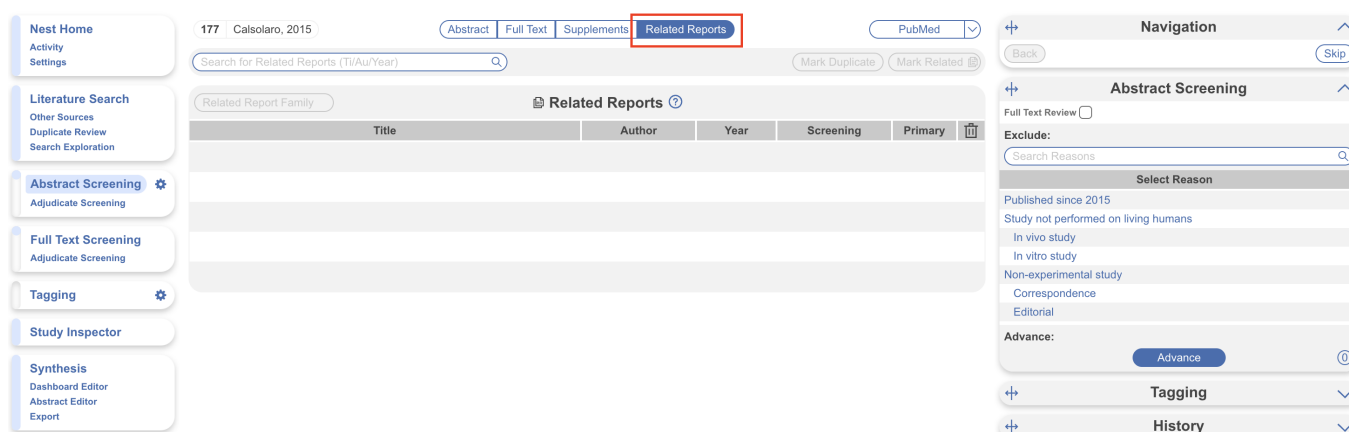 Nest Home
Activity
Settings
Literature Search
Other Sources
Duplicate Review
Search Exploration
Abstract Screening
Adjudicate Screening
Full Text Screening
Adjudicate Screening
Tagging
Study Inspector
Synthesis
Dashboard Editor
Abstract Editor
Export
177 Calsolaro, 2015
Abstract Full Text Supplements Related Reports
PubMed
Search for Related Reports (Ti/Au/Year)
Mark Duplicate Mark Related
Related Report Family
Related Reports ?
Title Author Year Screening Primary
Navigation
Back Skip
Abstract Screening
Full Text Review
Exclude:
Search Reasons
Select Reason
Published since 2015
Study not performed on living humans
In vivo study
In vitro study
Non-experimental study
Correspondence
Editorial
Advance:
Advance 0
Tagging
History